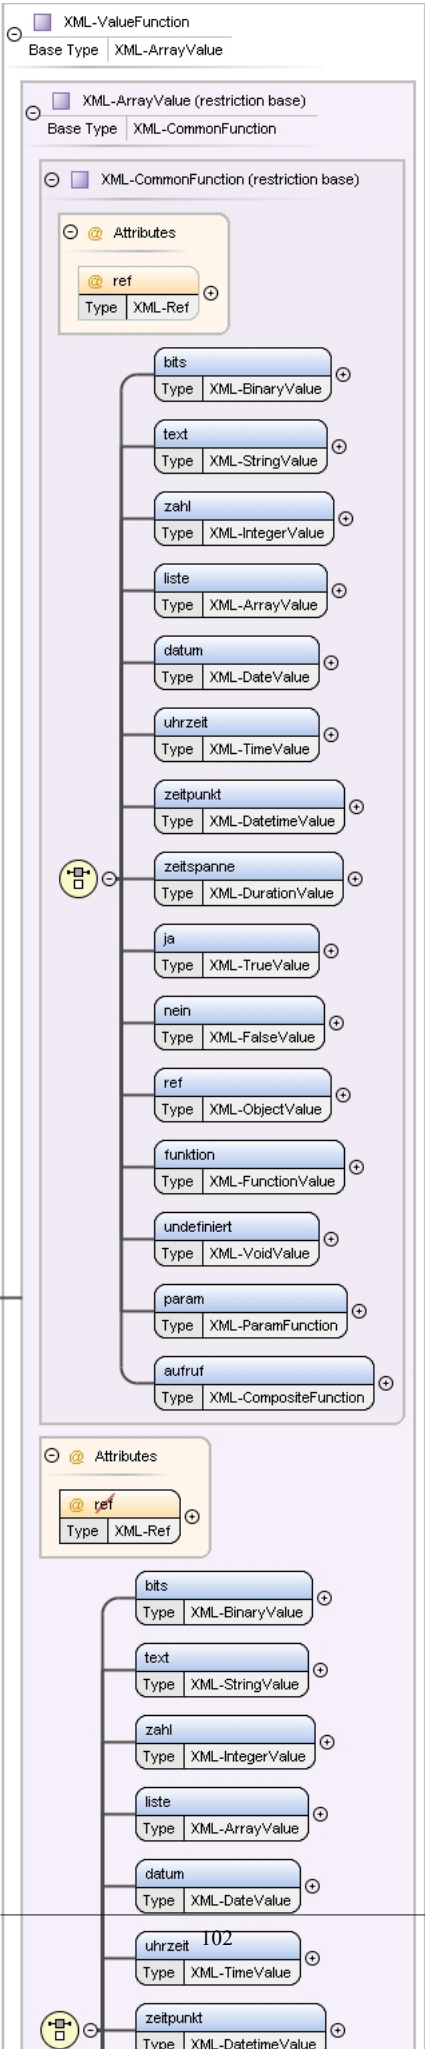 XML-ValueFunction
Base Type XML-ArrayValue
XML-ArrayValue (restriction base)
Base Type XML-CommonFunction
XML-CommonFunction (restriction base)
@ Attributes
@ ref
Type XML-Ref
bits
Type XML-BinaryValue
text
Type XML-StringValue
zahl
Type XML-IntegerValue
liste
Type XML-ArrayValue
datum
Type XML-DateValue
uhrzeit
Type XML-TimeValue
zeitpunkt
Type XML-DatetimeValue
zeitspanne
Type XML-DurationValue
ja
Type XML-TrueValue
nein
Type XML-FalseValue
ref
Type XML-ObjectValue
funktion
Type XML-FunctionValue
undefiniert
Type XML-VoidValue
param
Type XML-ParamFunction
aufruf
Type XML-CompositeFunction
@ Attributes
@ ref
Type XML-Ref
bits
Type XML-BinaryValue
text
Type XML-StringValue
zahl
Type XML-IntegerValue
liste
Type XML-ArrayValue
datum
Type XML-DateValue
102
uhrzeit
Type XML-TimeValue
zeitpunkt
Type XML-DatetimeValue